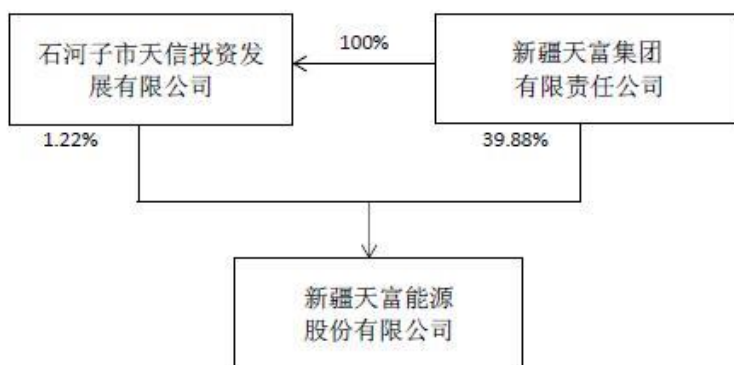 石河子市天信投资发
展有限公司
100%
新疆天富集团
有限责任公司
1.22%
39.88%
新疆天富能源
股份有限公司